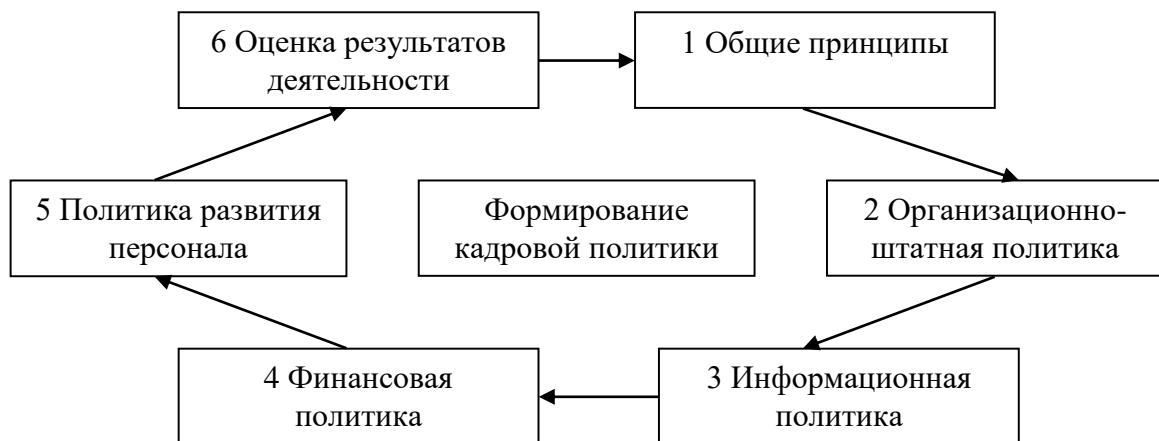 6 Оценка результатов
деятельности
1 Общие принципы
5 Политика развития
персонала
Формирование
кадровой политики
2 Организационно-
штатная политика
4 Финансовая
политика
3 Информационная
политика